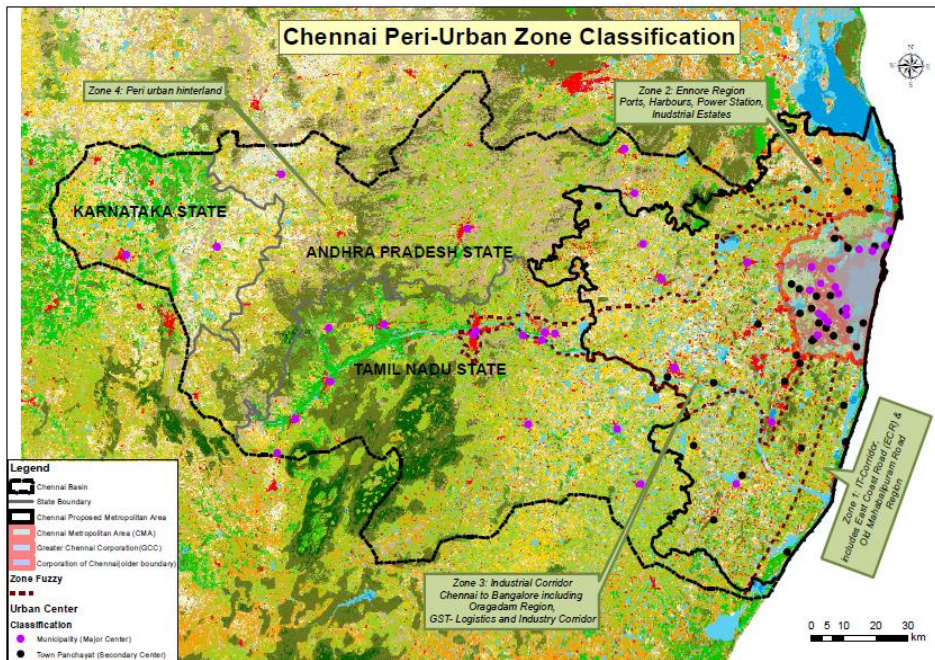 Chennai Peri-Urban Zone Classification
Zone 4: Peri urban hinterland
Zone 2: Ennore Region
Ports, Harbours, Power Station,
Inudstrial Estates
N
W
E
S
KARNATAKA STATE
ANDHRA PRADESH STATE
TAMIL NADU STATE
Zone 1: IT-Corridor,
includes East Coast Road (ECR) &
Old Mahabalipuram Road
Region
Zone 3: Industrial Corridor
Chennai to Bangalore including
Oragadam Region,
GST- Logistics and Industry Corridor
Legend
Chennai Basin
State Boundary
Chennai Proposed Metropolitan Area
Chennai Metropolitan Area (CMA)
Greater Chennai Corporation(GCC)
Corporation of Chennai(older boundary)
Zone Fuzzy
Urban Center
Classification
Municipality (Major Center)
Town Panchayat (Secondary Center)
0 5 10 20 30
km